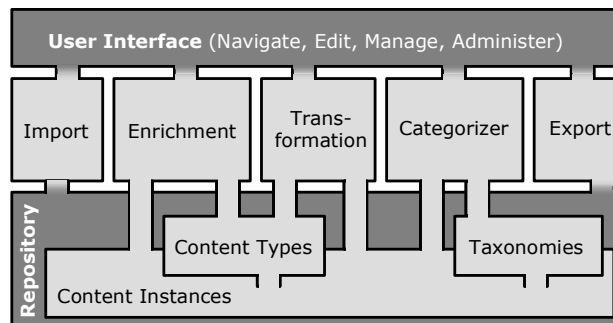 User Interface (Navigate, Edit, Manage, Administer)
Import
Enrichment
Trans-
formation
Categorizer
Export
Repository
Content Types
Taxonomies
Content Instances